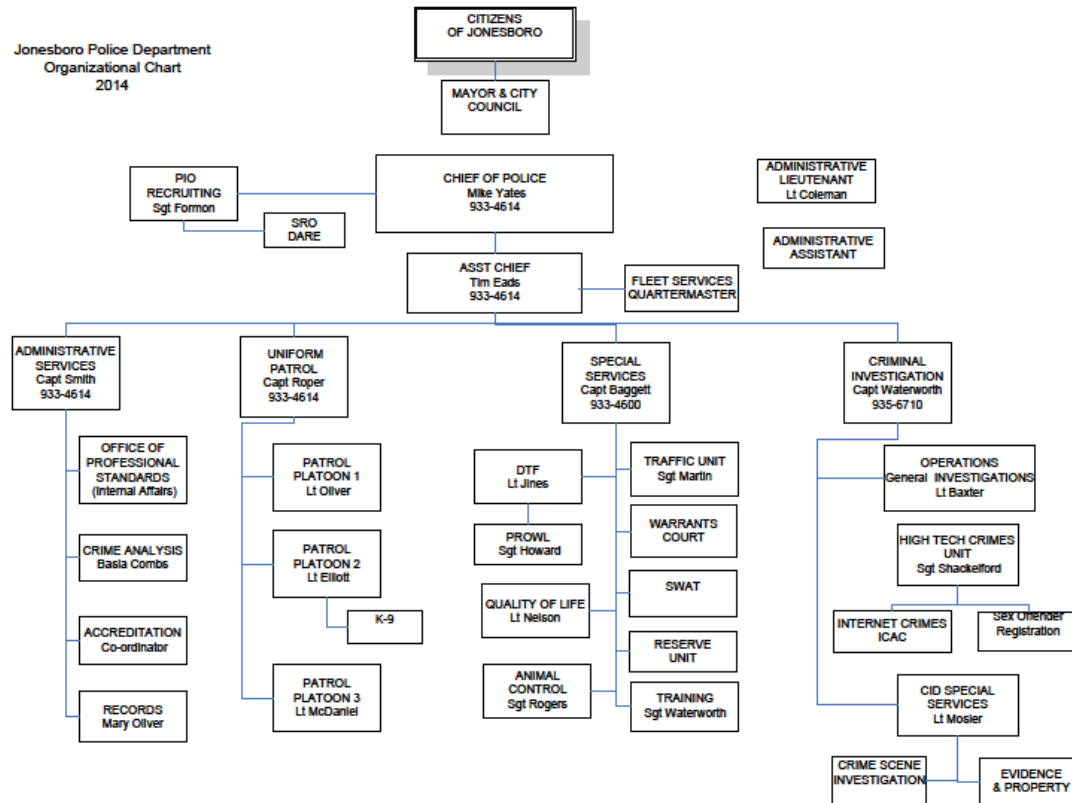 Jonesboro Police Department
Organizational Chart
2014
CITIZENS
OF JONESBORO
MAYOR & CITY
COUNCIL
PIO
RECRUITING
Sgt Formon
SRO
DARE
CHIEF OF POLICE
Mike Yates
933-4614
ADMINISTRATIVE
LIEUTENANT
Lt Coleman
ADMINISTRATIVE
ASSISTANT
ASST CHIEF
Tim Eads
933-4614
FLEET SERVICES
QUARTERMASTER
ADMINISTRATIVE
SERVICES
Capt Smith
933-4614
UNIFORM
PATROL
Capt Roper
933-4614
SPECIAL
SERVICES
Capt Baggett
933-4600
CRIMINAL
INVESTIGATION
Capt Waterworth
935-6710
OFFICE OF
PROFESSIONAL
STANDARDS
(Internal Affairs)
CRIME ANALYSIS
Basia Combs
ACCREDITATION
Co-ordinator
RECORDS
Mary Oliver
PATROL
PLATOON 1
Lt Oliver
PATROL
PLATOON 2
Lt Elliott
K-9
PATROL
PLATOON 3
Lt McDaniel
DTF
Lt Jines
PROWL
Sgt Howard
QUALITY OF LIFE
Lt Nelson
ANIMAL
CONTROL
Sgt Rogers
TRAFFIC UNIT
Sgt Martin
WARRANTS
COURT
SWAT
RESERVE
UNIT
TRAINING
Sgt Waterworth
OPERATIONS
General INVESTIGATIONS
Lt Baxter
HIGH TECH CRIMES
UNIT
Sgt Shackelford
INTERNET CRIMES
ICAC
Sex Offender
Registration
CID SPECIAL
SERVICES
Lt Mosier
CRIME SCENE
INVESTIGATION
EVIDENCE
& PROPERTY